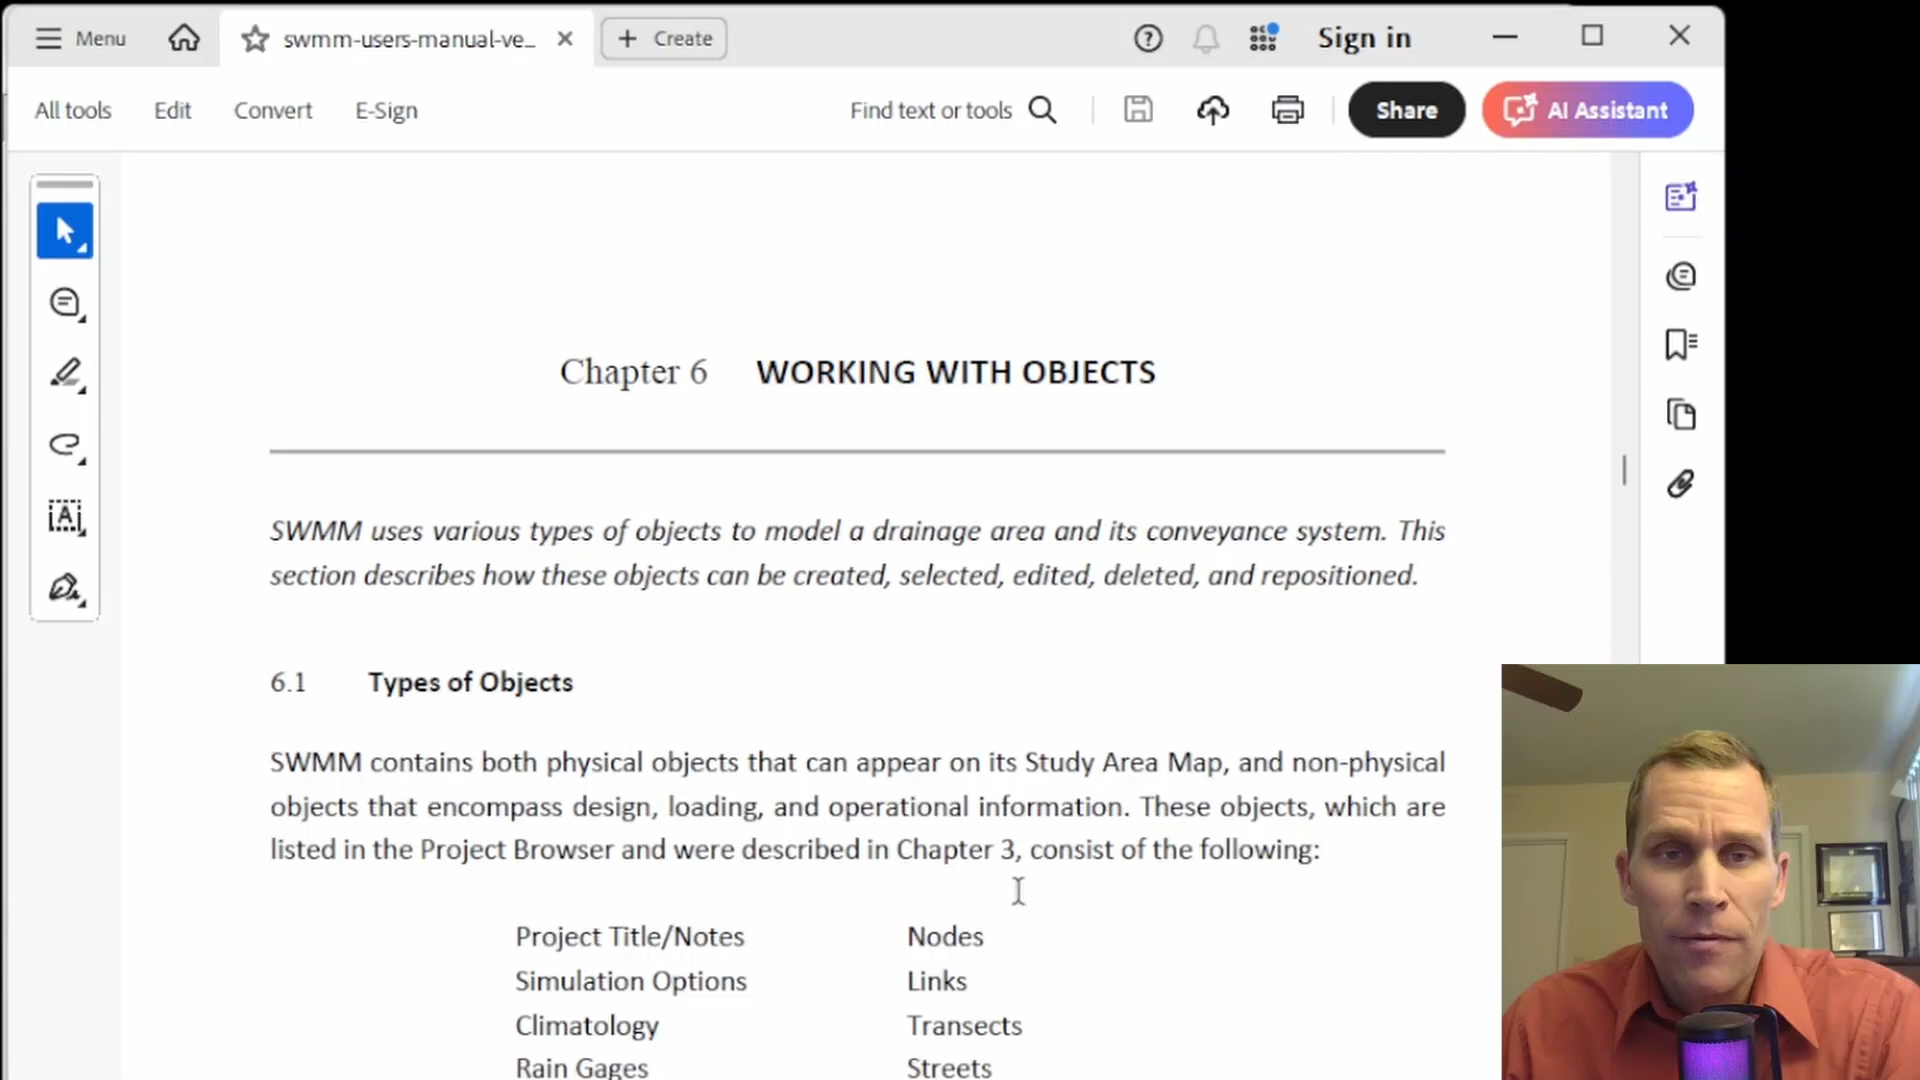 Menu
swmm-users-manual-ve...
Create
Sign in
All tools
Edit
Convert
E-Sign
Find text or tools
Share
AI Assistant
Chapter 6 WORKING WITH OBJECTS
SWMM uses various types of objects to model a drainage area and its conveyance system. This
section describes how these objects can be created, selected, edited, deleted, and repositioned.
6.1 Types of Objects
SWMM contains both physical objects that can appear on its Study Area Map, and non-physical
objects that encompass design, loading, and operational information. These objects, which are
listed in the Project Browser and were described in Chapter 3, consist of the following:
Project Title/Notes
Simulation Options
Climatology
Rain Gages
Nodes
Links
Transects
Streets